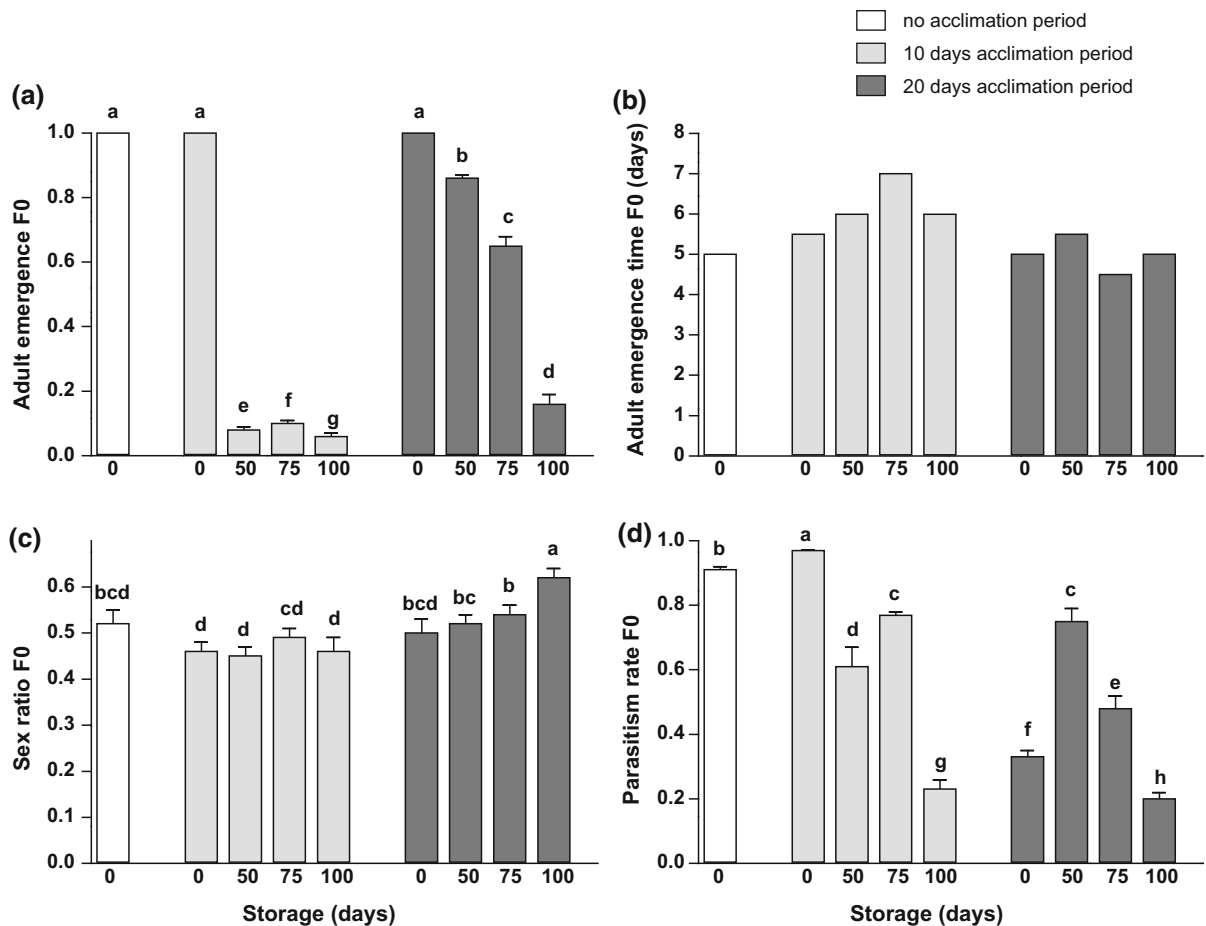 no acclimation period
10 days acclimation period
20 days acclimation period
(a)
Adult emergence F0
1.0
0.8
0.6
0.4
0.2
0.0
a
a
e
f
g
a
b
c
d
0
0
50
75
100
0
50
75
100
(b)
Adult emergence time F0 (days)
8
7
6
5
4
3
2
1
0
0
0
50
75
100
0
50
75
100
(c)
Sex ratio F0
0.6
0.5
0.4
0.3
0.2
0.1
0.0
bcd
d
d
cd
d
bcd
bc
b
a
0
0
50
75
100
0
50
75
100
Storage (days)
(d)
Parasitism rate F0
1.0
0.8
0.6
0.4
0.2
0.0
b
a
d
c
g
f
c
e
h
0
0
50
75
100
0
50
75
100
Storage (days)